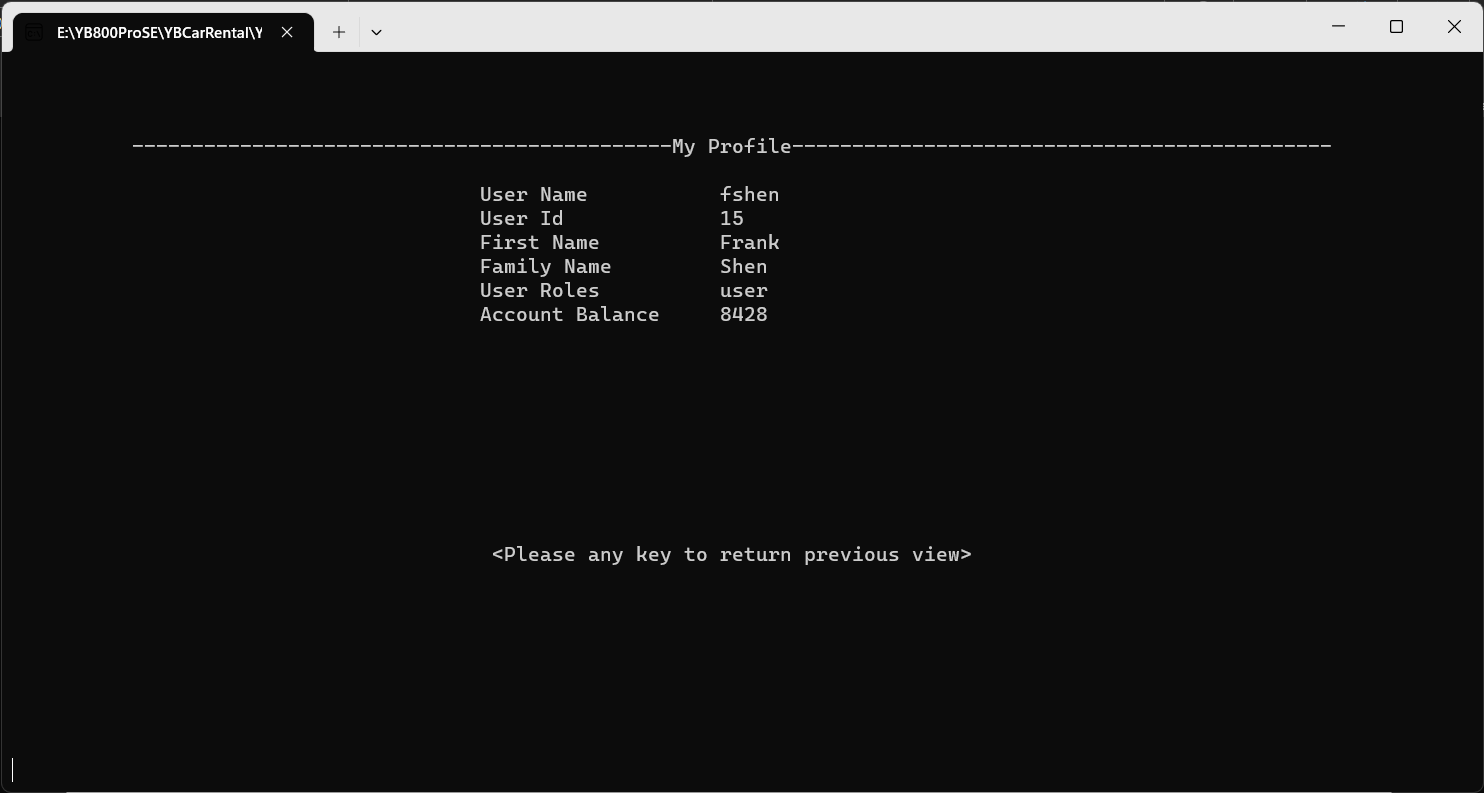 E:\YB800ProSE\YBCarRental\Y
---------------------------------------------My Profile---------------------------------------------
User Name fshen
User Id 15
First Name Frank
Family Name Shen
User Roles user
Account Balance 8428
<Please any key to return previous view>